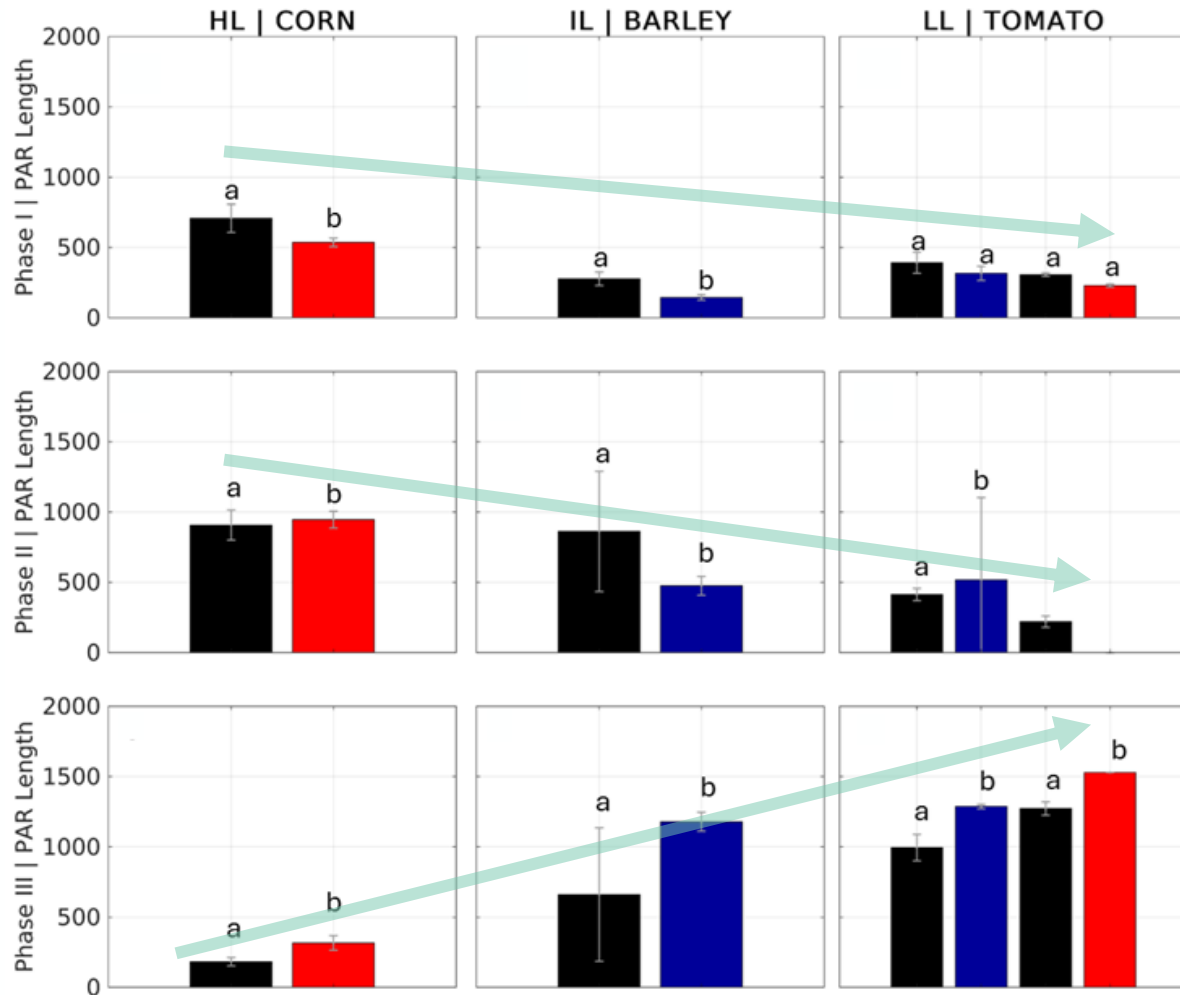 HL | CORN IL | BARLEY LL | TOMATO
Phase I | PAR Length
2000
1500
1000
500
0
a b
a b
a a a a
Phase II | PAR Length
2000
1500
1000
500
0
a b
a b
a b
Phase III | PAR Length
2000
1500
1000
500
0
a b
a b
a b a b